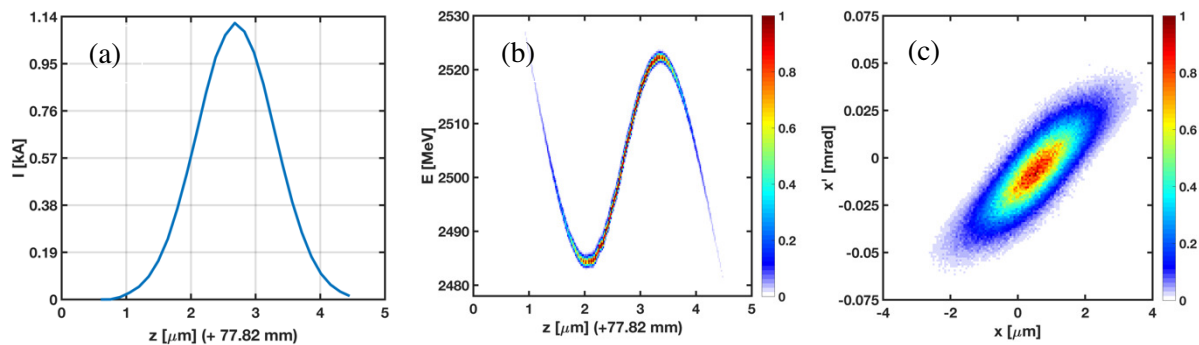 (a)
I [kA]
1.14
0.95
0.76
0.57
0.38
0.19
0
0 1 2 3 4 5
z [μm] (+ 77.82 mm)
(b)
E [MeV]
2530
2520
2510
2500
2490
2480
0 1 2 3 4 5
z [μm] (+77.82 mm)
1
0.8
0.6
0.4
0.2
0
(c)
x' [mrad]
0.075
0.05
0.025
0
-0.025
-0.05
-0.075
-4 -2 0 2 4
x [μm]
1
0.8
0.6
0.4
0.2
0